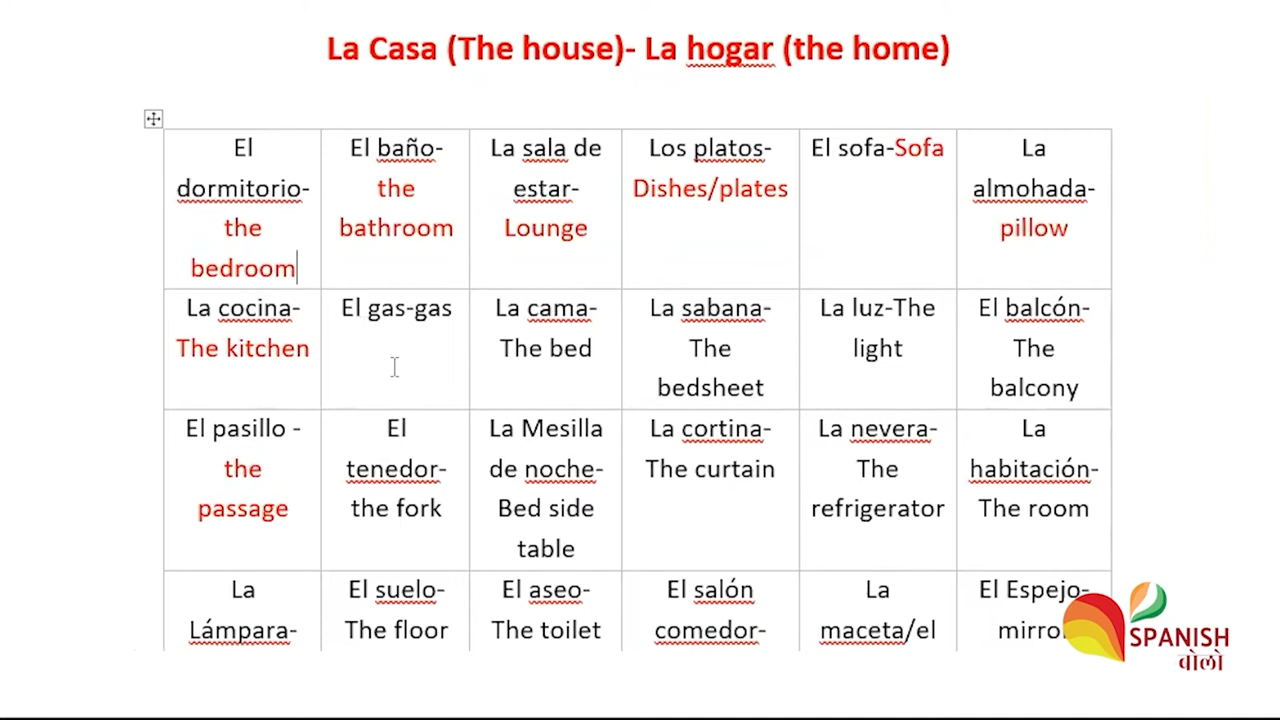 La Casa (The house)- La hogar (the home)
El
dormitorio-
the
bedroom
El baño-
the
bathroom
La sala de
estar-
Lounge
Los platos-
Dishes/plates
El sofa-Sofa
La
almohada-
pillow
La cocina-
The kitchen
El gas-gas
La cama-
The bed
La sabana-
The
bedsheet
La luz-The
light
El balcón-
The
balcony
El pasillo -
the
passage
El
tenedor-
the fork
La Mesilla
de noche-
Bed side
table
La cortina-
The curtain
La nevera-
The
refrigerator
La
habitación-
The room
La
Lámpara-
El suelo-
The floor
El aseo-
The toilet
El salón
comedor-
La
maceta/el
El Espejo-
mirro
SPANISH
बोलो